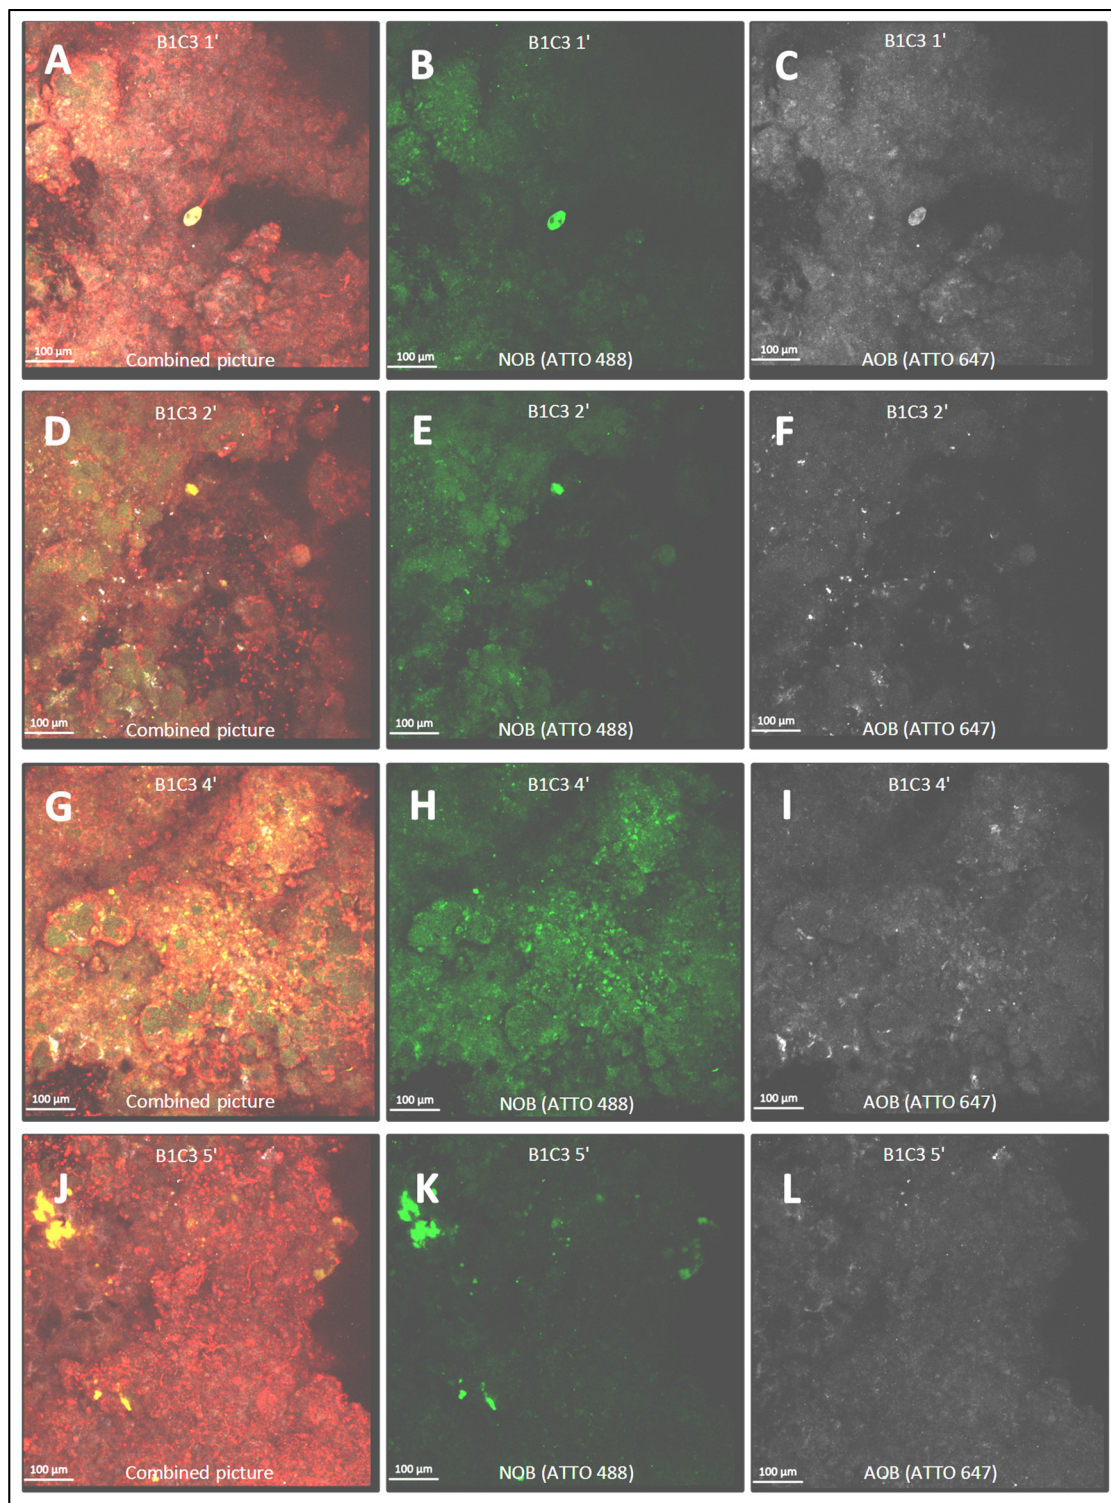 A
B1C3 1'
100 µm
Combined picture
B
B1C3 1'
100 µm
NOB (ATTO 488)
C
B1C3 1'
100 µm
AOB (ATTO 647)
D
B1C3 2'
100 µm
Combined picture
E
B1C3 2'
100 µm
NOB (ATTO 488)
F
B1C3 2'
100 µm
AOB (ATTO 647)
G
B1C3 4'
100 µm
Combined picture
H
B1C3 4'
100 µm
NOB (ATTO 488)
I
B1C3 4'
100 µm
AOB (ATTO 647)
J
B1C3 5'
100 µm
Combined picture
K
B1C3 5'
100 µm
NOB (ATTO 488)
L
B1C3 5'
100 µm
AOB (ATTO 647)